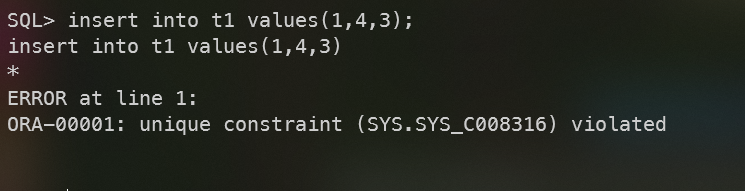 SQL> insert into t1 values(1,4,3);
insert into t1 values(1,4,3)
*
ERROR at line 1:
ORA-00001: unique constraint (SYS.SYS_C008316) violated